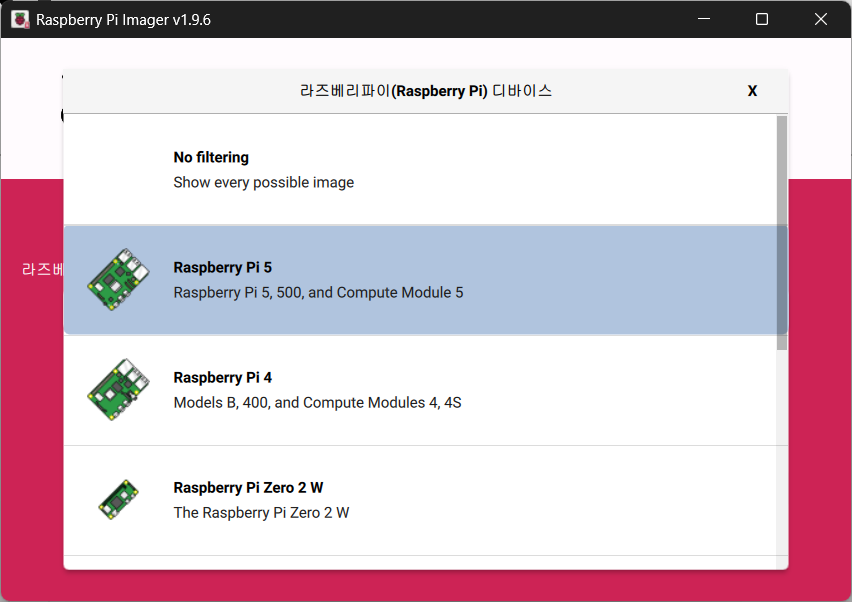 Raspberry Pi Imager v1.9.6
라즈베리파이(Raspberry Pi) 디바이스
X
No filtering
Show every possible image
라즈베
Raspberry Pi 5
Raspberry Pi 5, 500, and Compute Module 5
Raspberry Pi 4
Models B, 400, and Compute Modules 4, 4S
Raspberry Pi Zero 2 W
The Raspberry Pi Zero 2 W